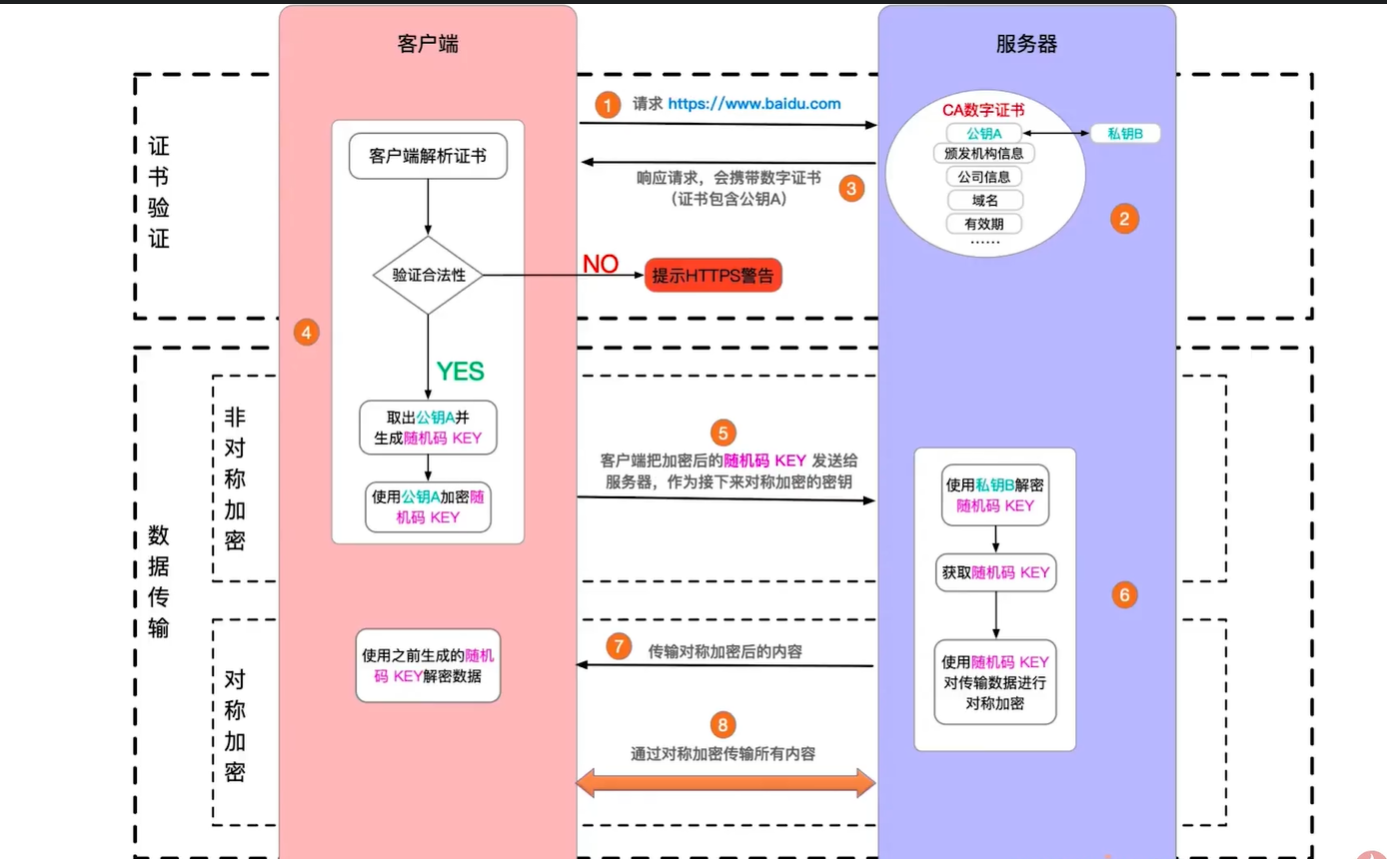 客户端
服务器
证书验证
1
请求 https://www.baidu.com
CA数字证书
公钥A
私钥B
颁发机构信息
公司信息
域名
有效期
······
2
客户端解析证书
响应请求，会携带数字证书
（证书包含公钥A）
3
验证合法性
NO
提示HTTPS警告
4
YES
数据传输
非对称加密
取出公钥A并
生成随机码 KEY
使用公钥A加密随
机码 KEY
5
客户端把加密后的随机码 KEY 发送给
服务器，作为接下来对称加密的密钥
使用私钥B解密
随机码 KEY
获取随机码 KEY
6
使用随机码 KEY
对传输数据进行
对称加密
对称加密
7
传输对称加密后的内容
使用之前生成的随机
码 KEY解密数据
8
通过对称加密传输所有内容